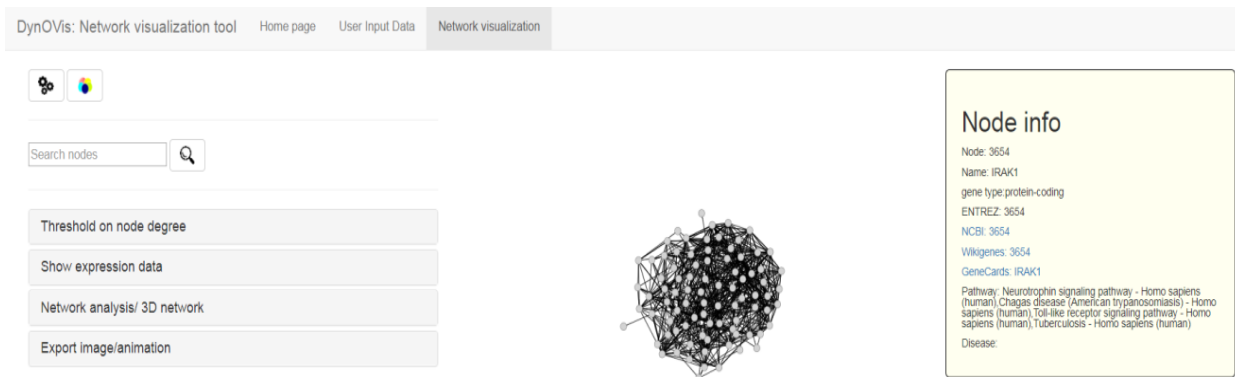 DynOVis: Network visualization tool Home page User Input Data Network visualization
Search nodes
Threshold on node degree
Show expression data
Network analysis/ 3D network
Export image/animation
Node info
Node: 3654
Name: IRAK1
gene type:protein-coding
ENTREZ: 3654
NCBI: 3654
Wikigenes: 3654
GeneCards: IRAK1
Pathway: Neurotrophin signaling pathway - Homo sapiens
(human),Chagas disease (American trypanosomiasis) - Homo
sapiens (human),Toll-like receptor signaling pathway - Homo
sapiens (human),Tuberculosis - Homo sapiens (human)
Disease: